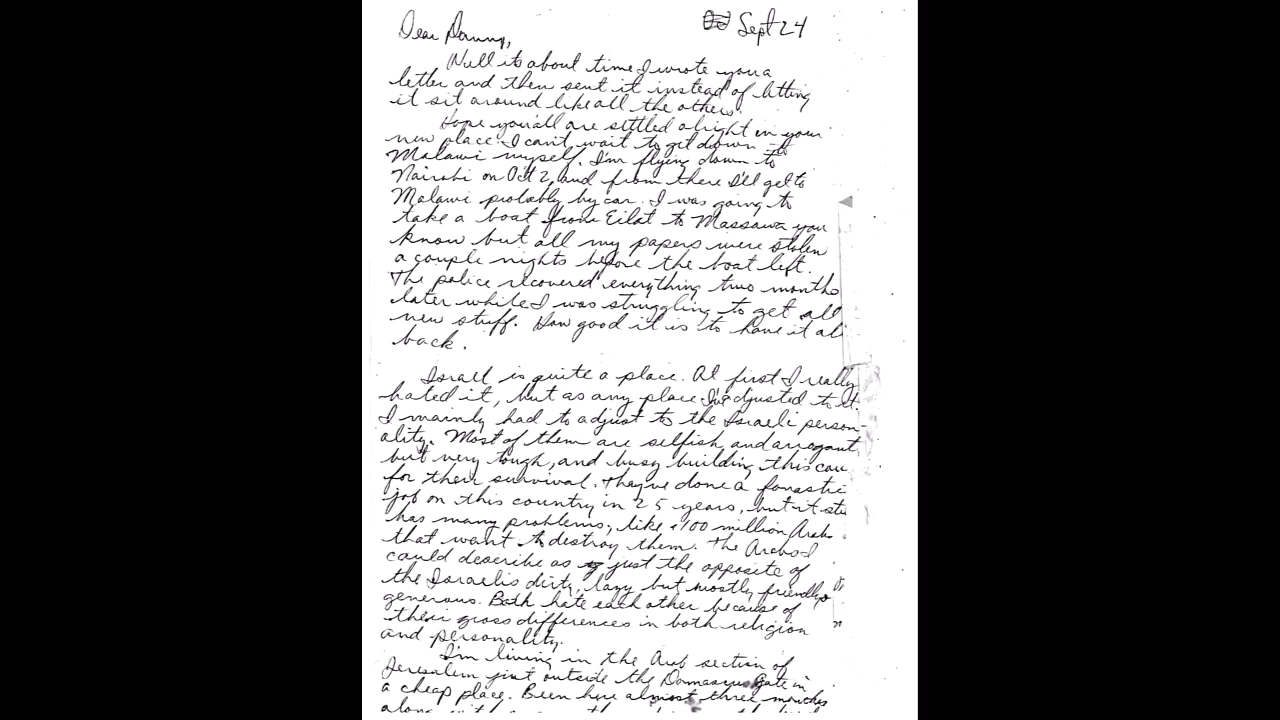 Sept 24
Dear Danny,
Well its about time I wrote you a
letter and then sent it instead of letting
it sit around like all the others.
Hope you'all are settled alright in your
new place. I can't wait to get down to
Malawi myself. I'm flying down to
Nairobi on Oct 2, and from there I'll get to
Malawi probably by car. I was going to
take a boat from Eilat to Massawa you
know but all my papers were stolen
a couple nights before the boat left.
The police recovered everything two months
later while I was struggling to get all
new stuff. How good it is to have it all
back.
Israel is quite a place. At first I really
hated it, but as any place I've adjusted to it.
I mainly had to adjust to the Israeli person-
ality. Most of them are selfish and arrogant,
but very tough, and busy building this cou
for their survival. They've done a fanastic
job on this country in 25 years, but it sti
has many problems, like 100 million Arabs
that want to destroy them. The Arabs I
could describe as just the opposite of
the Israelis dirty, lazy but mostly friendly &
generous. Both hate each other because of
their gross differences in both religion
and personality.
I'm living in the Arab section of
Jerusalem just outside the Damascus Gate in
a cheap place. Been here almost three months
along with